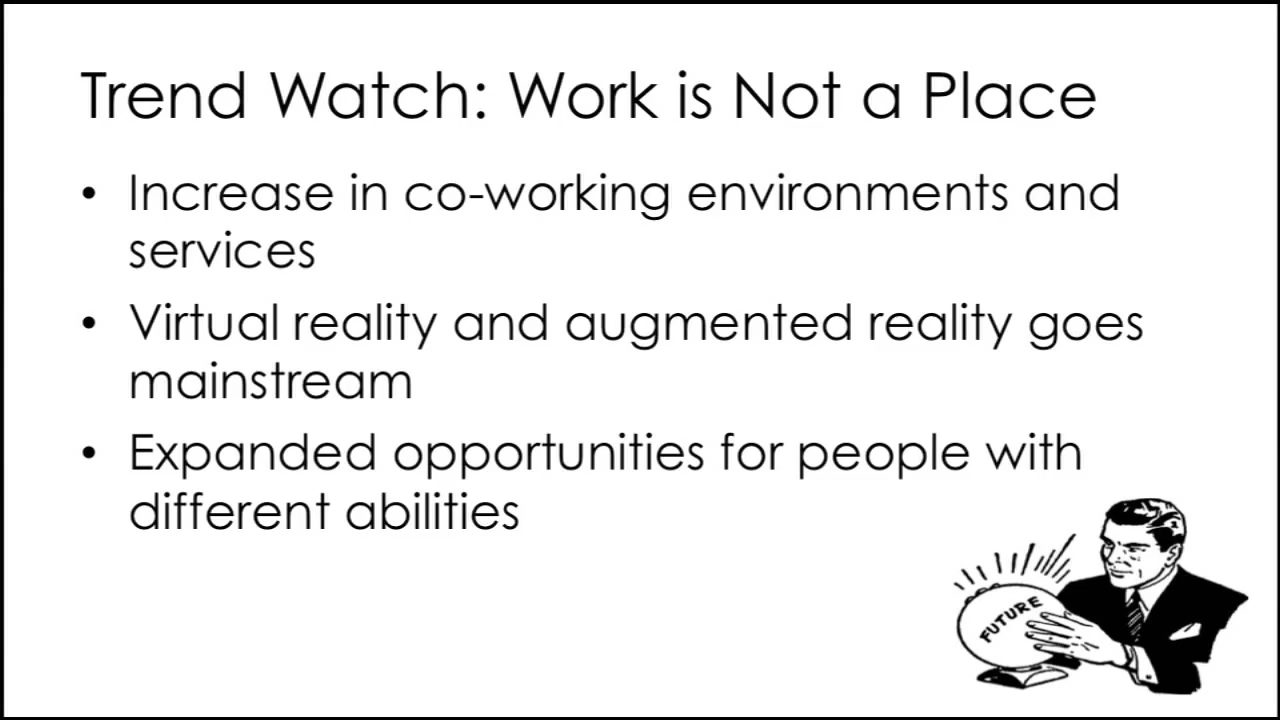 Trend Watch: Work is Not a Place
• Increase in co-working environments and
services
• Virtual reality and augmented reality goes
mainstream
• Expanded opportunities for people with
different abilities
FUTURE